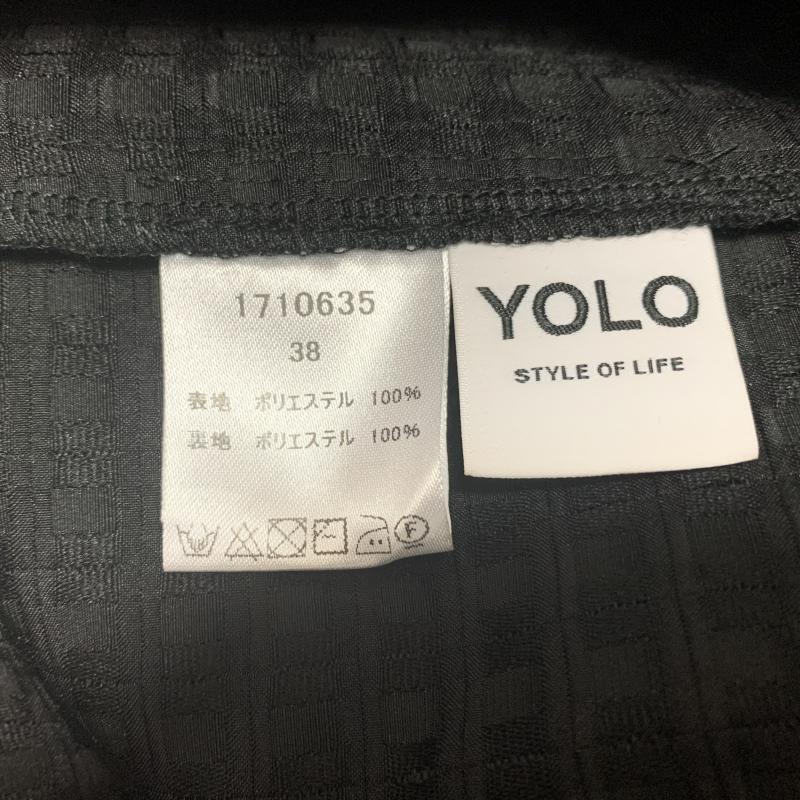 1710635
38
表地 ポリエステル 100%
裏地 ポリエステル 100%
F
YOLO
STYLE OF LIFE